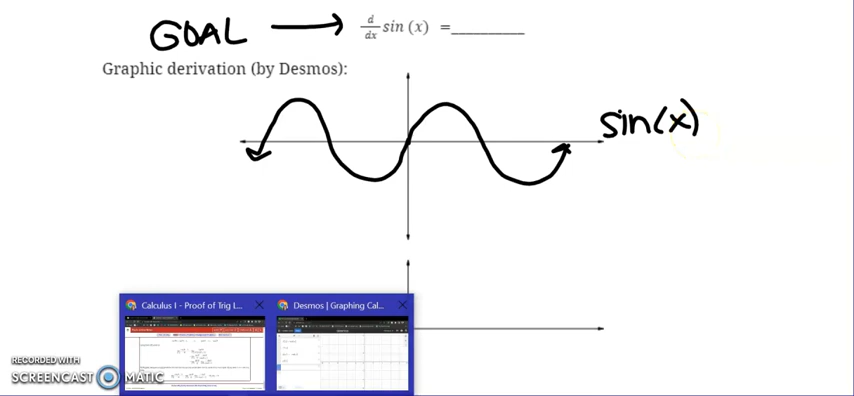 GOAL → d/dx sin (x) =________
Graphic derivation (by Desmos):
sin(x)
Calculus I - Proof of Trig L...
Desmos | Graphing Cal...
RECORDED WITH
SCREENCAST MATIC